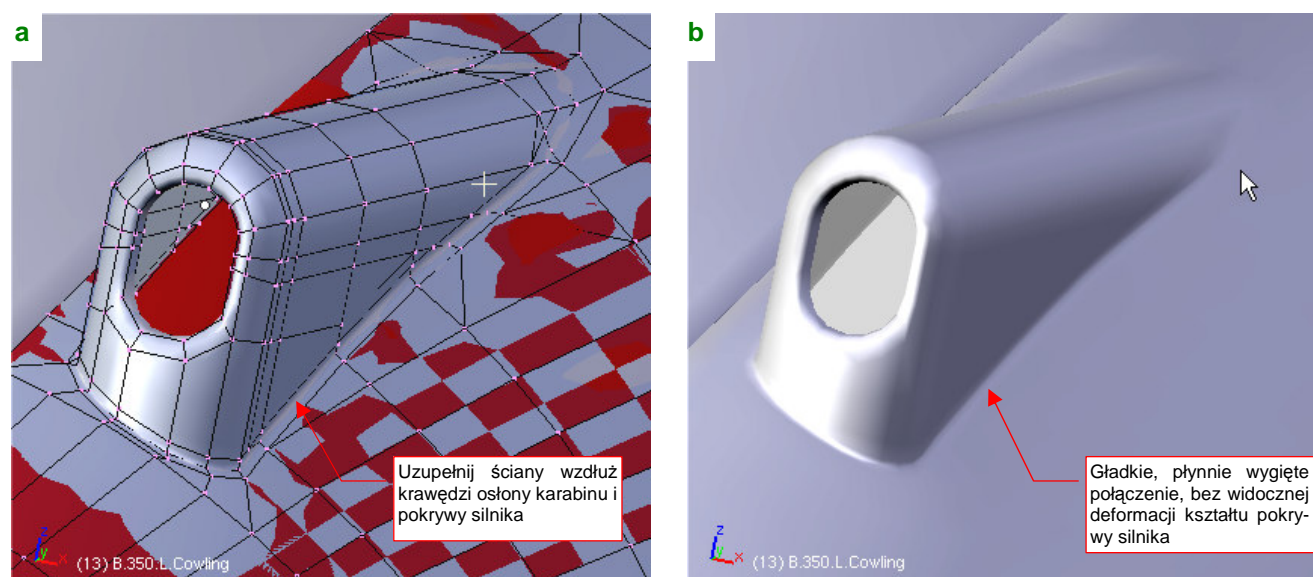 a
Uzupełnij ściany wzdłuż
krawędzi osłony karabinu i
pokrywy silnika
z
y
x
(13) B.350.L.Cowling
b
Gładkie, płynnie wygięte
połączenie, bez widocznej
deformacji kształtu pokry-
wy silnika
z
y
x
(13) B.350.L.Cowling